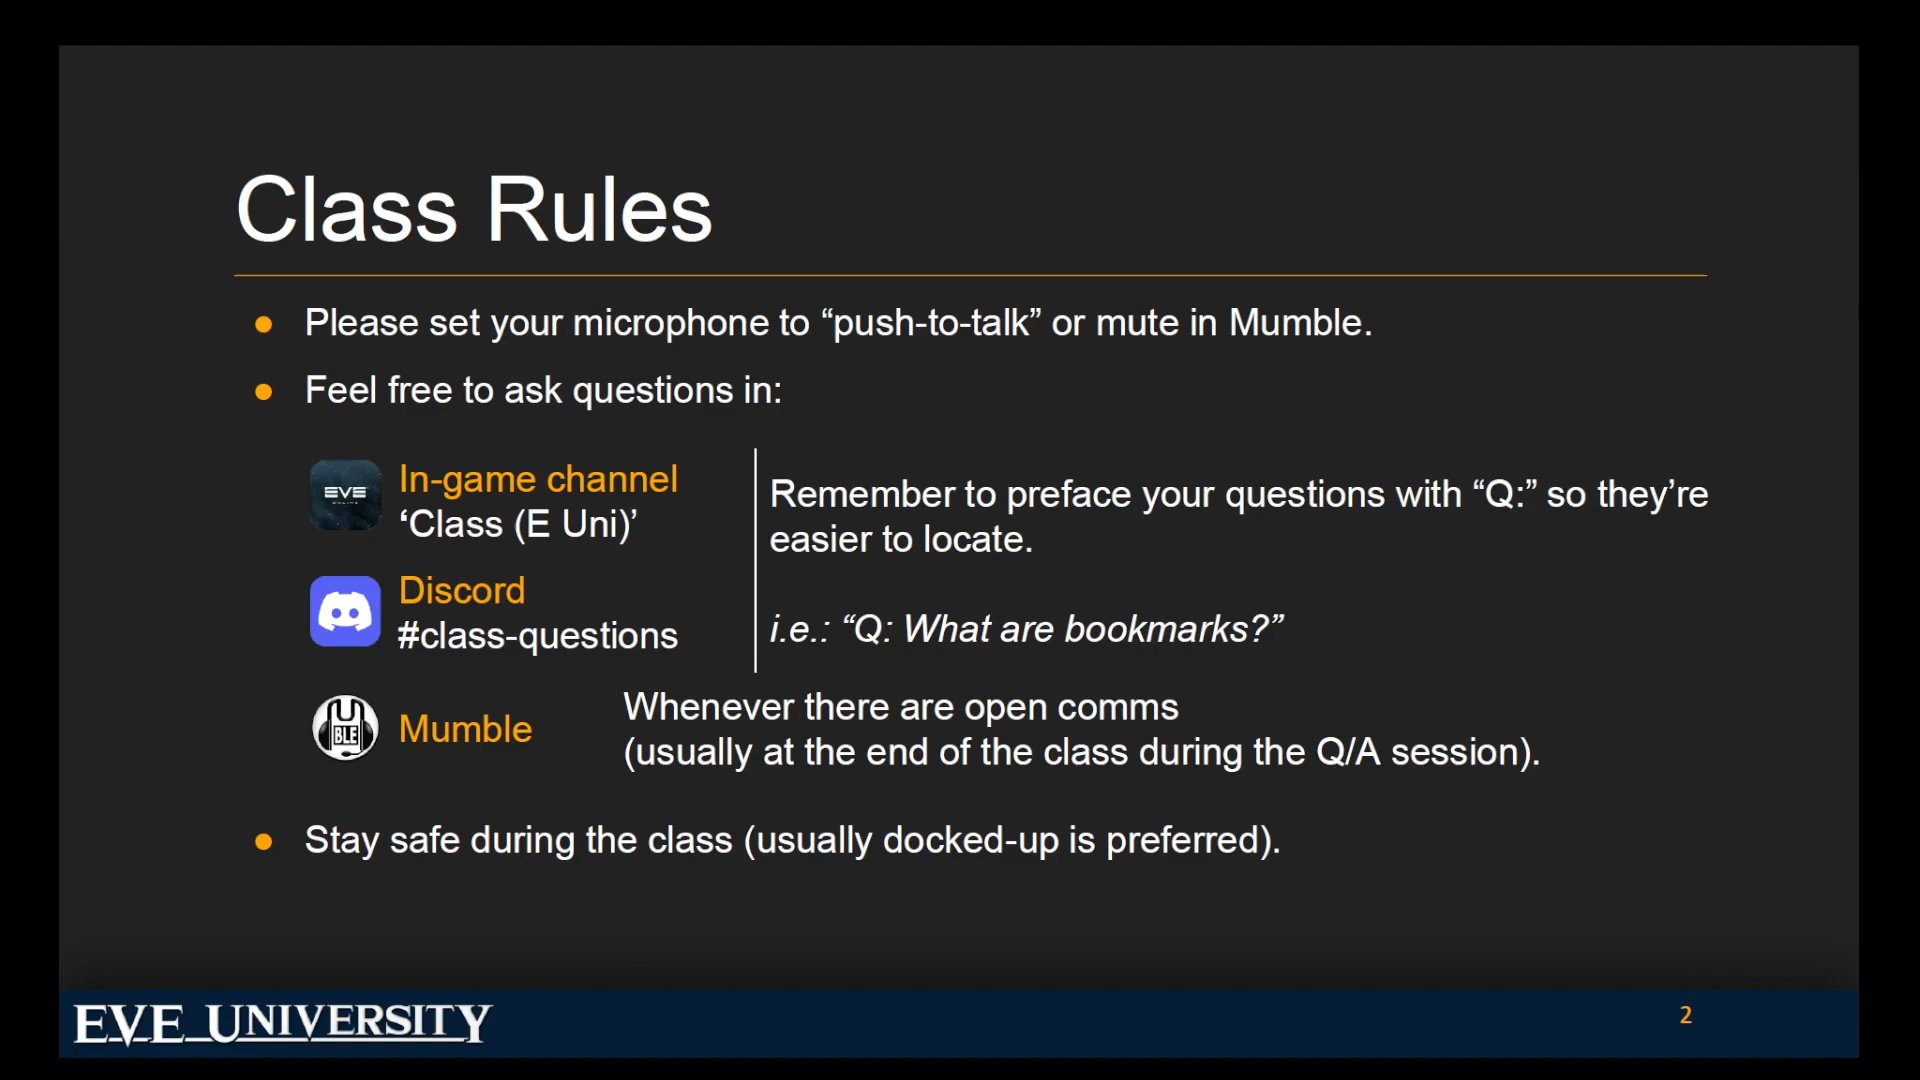 Class Rules
● Please set your microphone to “push-to-talk” or mute in Mumble.
● Feel free to ask questions in:
EVE
In-game channel
‘Class (E Uni)’
Remember to preface your questions with “Q:” so they’re
easier to locate.
Discord
#class-questions
i.e.: “Q: What are bookmarks?”
BLE
Mumble
Whenever there are open comms
(usually at the end of the class during the Q/A session).
● Stay safe during the class (usually docked-up is preferred).
EVE UNIVERSITY
2